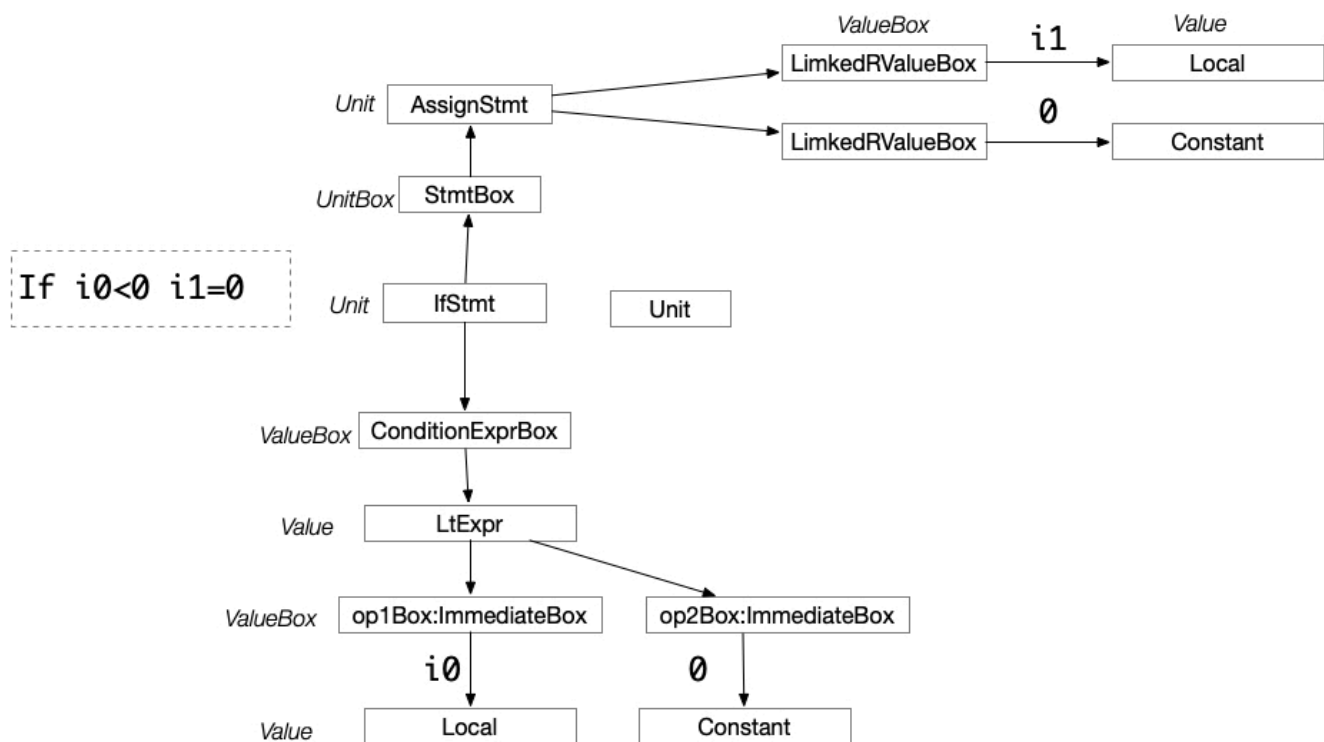 ValueBox
i1
Value
LimkedRValueBox
Local
Unit
AssignStmt
0
LimkedRValueBox
Constant
UnitBox
StmtBox
If i0<0 i1=0
Unit
IfStmt
Unit
ValueBox
ConditionExprBox
Value
LtExpr
ValueBox
op1Box:ImmediateBox
op2Box:ImmediateBox
i0
0
Value
Local
Constant